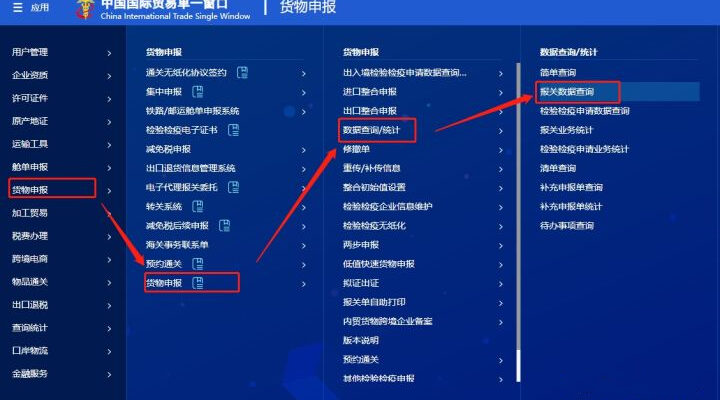 应用
中国国际贸易单一窗口
China International Trade Single Window
货物申报
用户管理
企业资质
许可证件
原产地证
运输工具
舱单申报
货物申报
加工贸易
税费办理
跨境电商
物品通关
出口退税
查询统计
口岸物流
金融服务
货物申报
通关无纸化协议签约
集中申报
铁路/邮运舱单申报系统
检验检疫电子证书
减免税申报
出口退货信息管理系统
电子代理报关委托
转关系统
减免税后续申报
海关事务联系单
预约通关
货物申报
货物申报
出入境检验检疫申请数据查询...
进口整合申报
出口整合申报
数据查询/统计
修撤单
重传/补传信息
整合初始值设置
检验检疫企业信息维护
检验检疫无纸化
两步申报
低值快速货物申报
拟证出证
报关单自助打印
内贸货物跨境企业备案
版本说明
预约通关
其他检验检疫申报
数据查询/统计
简单查询
报关数据查询
检验检疫申请数据查询
报关业务统计
检验检疫申请业务统计
清单查询
补充申报单查询
补充申报单统计
待办事项查询